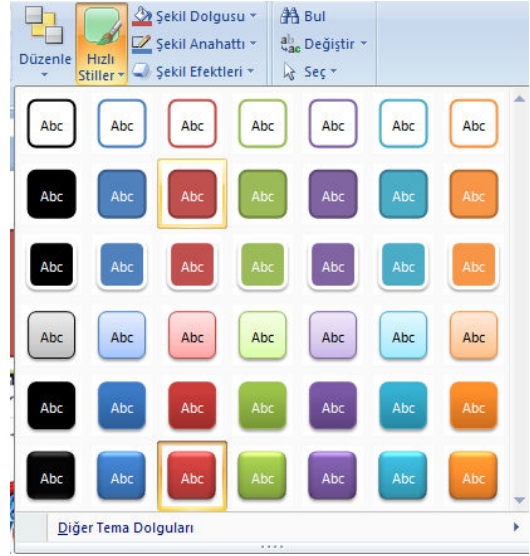 Düzenle
Hızlı
Stiller
Şekil Dolgusu
Şekil Anahattı
Şekil Efektleri
Bul
Değiştir
Seç
Abc Abc Abc Abc Abc Abc Abc
Abc Abc Abc Abc Abc Abc Abc
Abc Abc Abc Abc Abc Abc Abc
Abc Abc Abc Abc Abc Abc Abc
Abc Abc Abc Abc Abc Abc Abc
Abc Abc Abc Abc Abc Abc Abc
Diğer Tema Dolguları